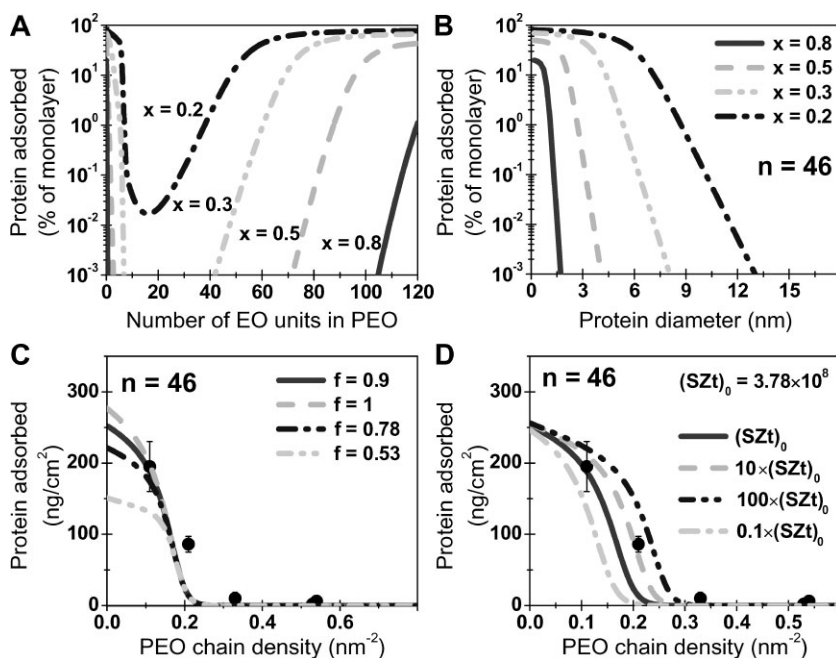 A
Protein adsorbed
(% of monolayer)
10²
10¹
10⁰
10⁻¹
10⁻²
10⁻³
x = 0.2
x = 0.3
x = 0.5
x = 0.8
0 20 40 60 80 100 120
Number of EO units in PEO
B
Protein adsorbed
(% of monolayer)
10²
10¹
10⁰
10⁻¹
10⁻²
10⁻³
x = 0.8
x = 0.5
x = 0.3
x = 0.2
n = 46
0 3 6 9 12 15
Protein diameter (nm)
C
Protein adsorbed
(ng/cm²)
300
200
100
0
n = 46
f = 0.9
f = 1
f = 0.78
f = 0.53
0.0 0.2 0.4 0.6
PEO chain density (nm⁻²)
D
Protein adsorbed
(ng/cm²)
300
200
100
0
n = 46
(SZt)₀ = 3.78×10⁸
(SZt)₀
10×(SZt)₀
100×(SZt)₀
0.1×(SZt)₀
0.0 0.1 0.2 0.3 0.4 0.5
PEO chain density (nm⁻²)